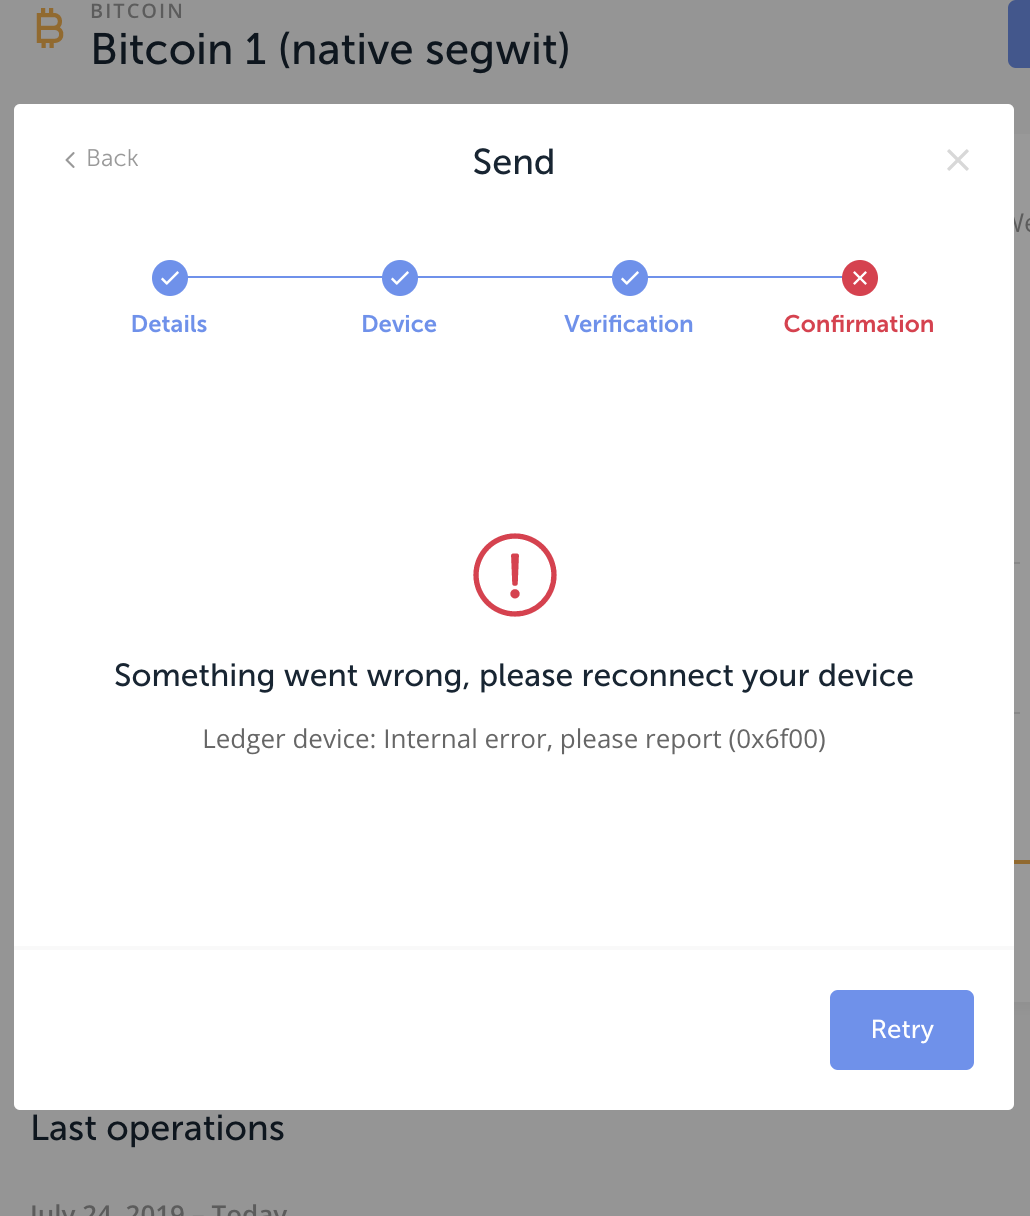 BITCOIN
Bitcoin 1 (native segwit)
Back
Send
Details
Device
Verification
Confirmation
Something went wrong, please reconnect your device
Ledger device: Internal error, please report (0x6f00)
Retry
Last operations
July 24, 2019 – Today